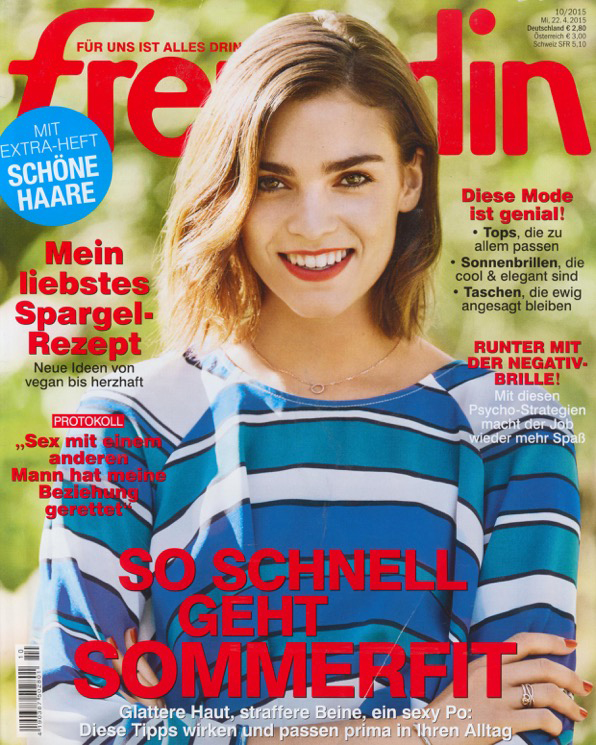 10/2015
Mi, 22. 4. 2015
Deutschland € 2,80
Österreich € 3,00
Schweiz SFR 5,10
FÜR UNS IST ALLES DRIN
freundin
MIT
EXTRA-HEFT
SCHÖNE
HAARE
Diese Mode
ist genial!
• Tops, die zu
allem passen
• Sonnenbrillen, die
cool & elegant sind
• Taschen, die ewig
angesagt bleiben
Mein
liebstes
Spargel-
Rezept
Neue Ideen von
vegan bis herzhaft
RUNTER MIT
DER NEGATIV-
BRILLE!
Mit diesen
Psycho-Strategien
macht der Job
wieder mehr Spaß
PROTOKOLL
„Sex mit einem
anderen
Mann hat meine
Beziehung
gerettet“
SO SCHNELL
GEHT
SOMMERFIT
Glattere Haut, straffere Beine, ein sexy Po:
Diese Tipps wirken und passen prima in Ihren Alltag